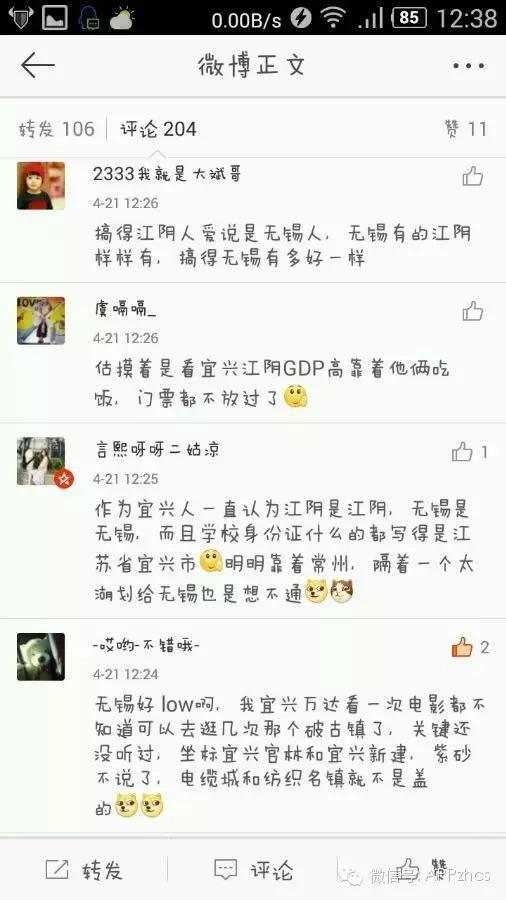 0.00B/s 85 12:38
微博正文
转发 106 评论 204 赞 11
2333我就是大斌哥
4-21 12:26
搞得江阴人爱说是无锡人，无锡有的江阴
样样有，搞得无锡有多好一样
虞嗝嗝_
4-21 12:26
估摸着是看宜兴江阴GDP高靠着他俩吃
饭，门票都不放过了
言熙呀呀二姑凉
4-21 12:25
1
作为宜兴人一直认为江阴是江阴，无锡是
无锡，而且学校身份证什么的都写得是江
苏省宜兴市明明靠着常州，隔着一个太
湖划给无锡也是想不通
-哎哟-不错哦-
4-21 12:24
2
无锡好 low啊，我宜兴万达看一次电影都不
知道可以去逛几次那个破古镇了，关键还
没听过，坐标宜兴官林和宜兴新建，紫砂
不说了，电缆城和纺织名镇就不是盖
的
转发 评论 赞
微信号: APPzhcs